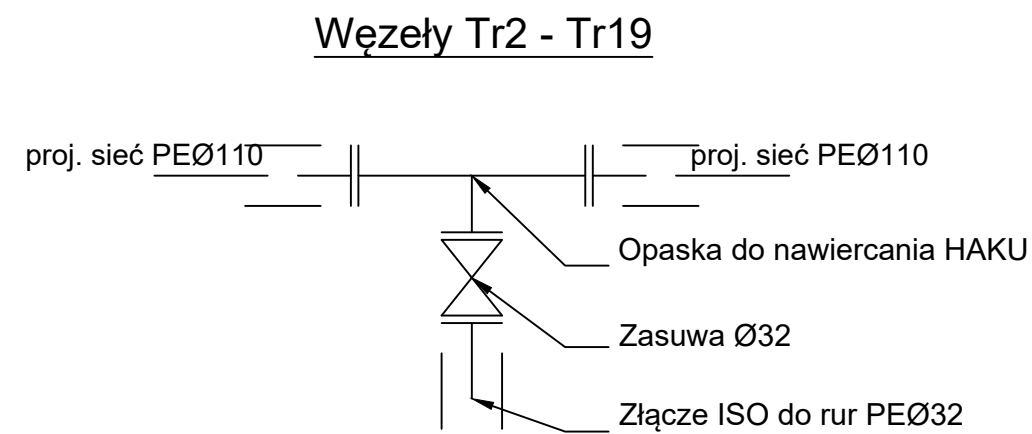 Węzeły Tr2 - Tr19
proj. sieć PEØ110
proj. sieć PEØ110
Opaska do nawiercania HAKU
Zasuwa Ø32
Złącze ISO do rur PEØ32